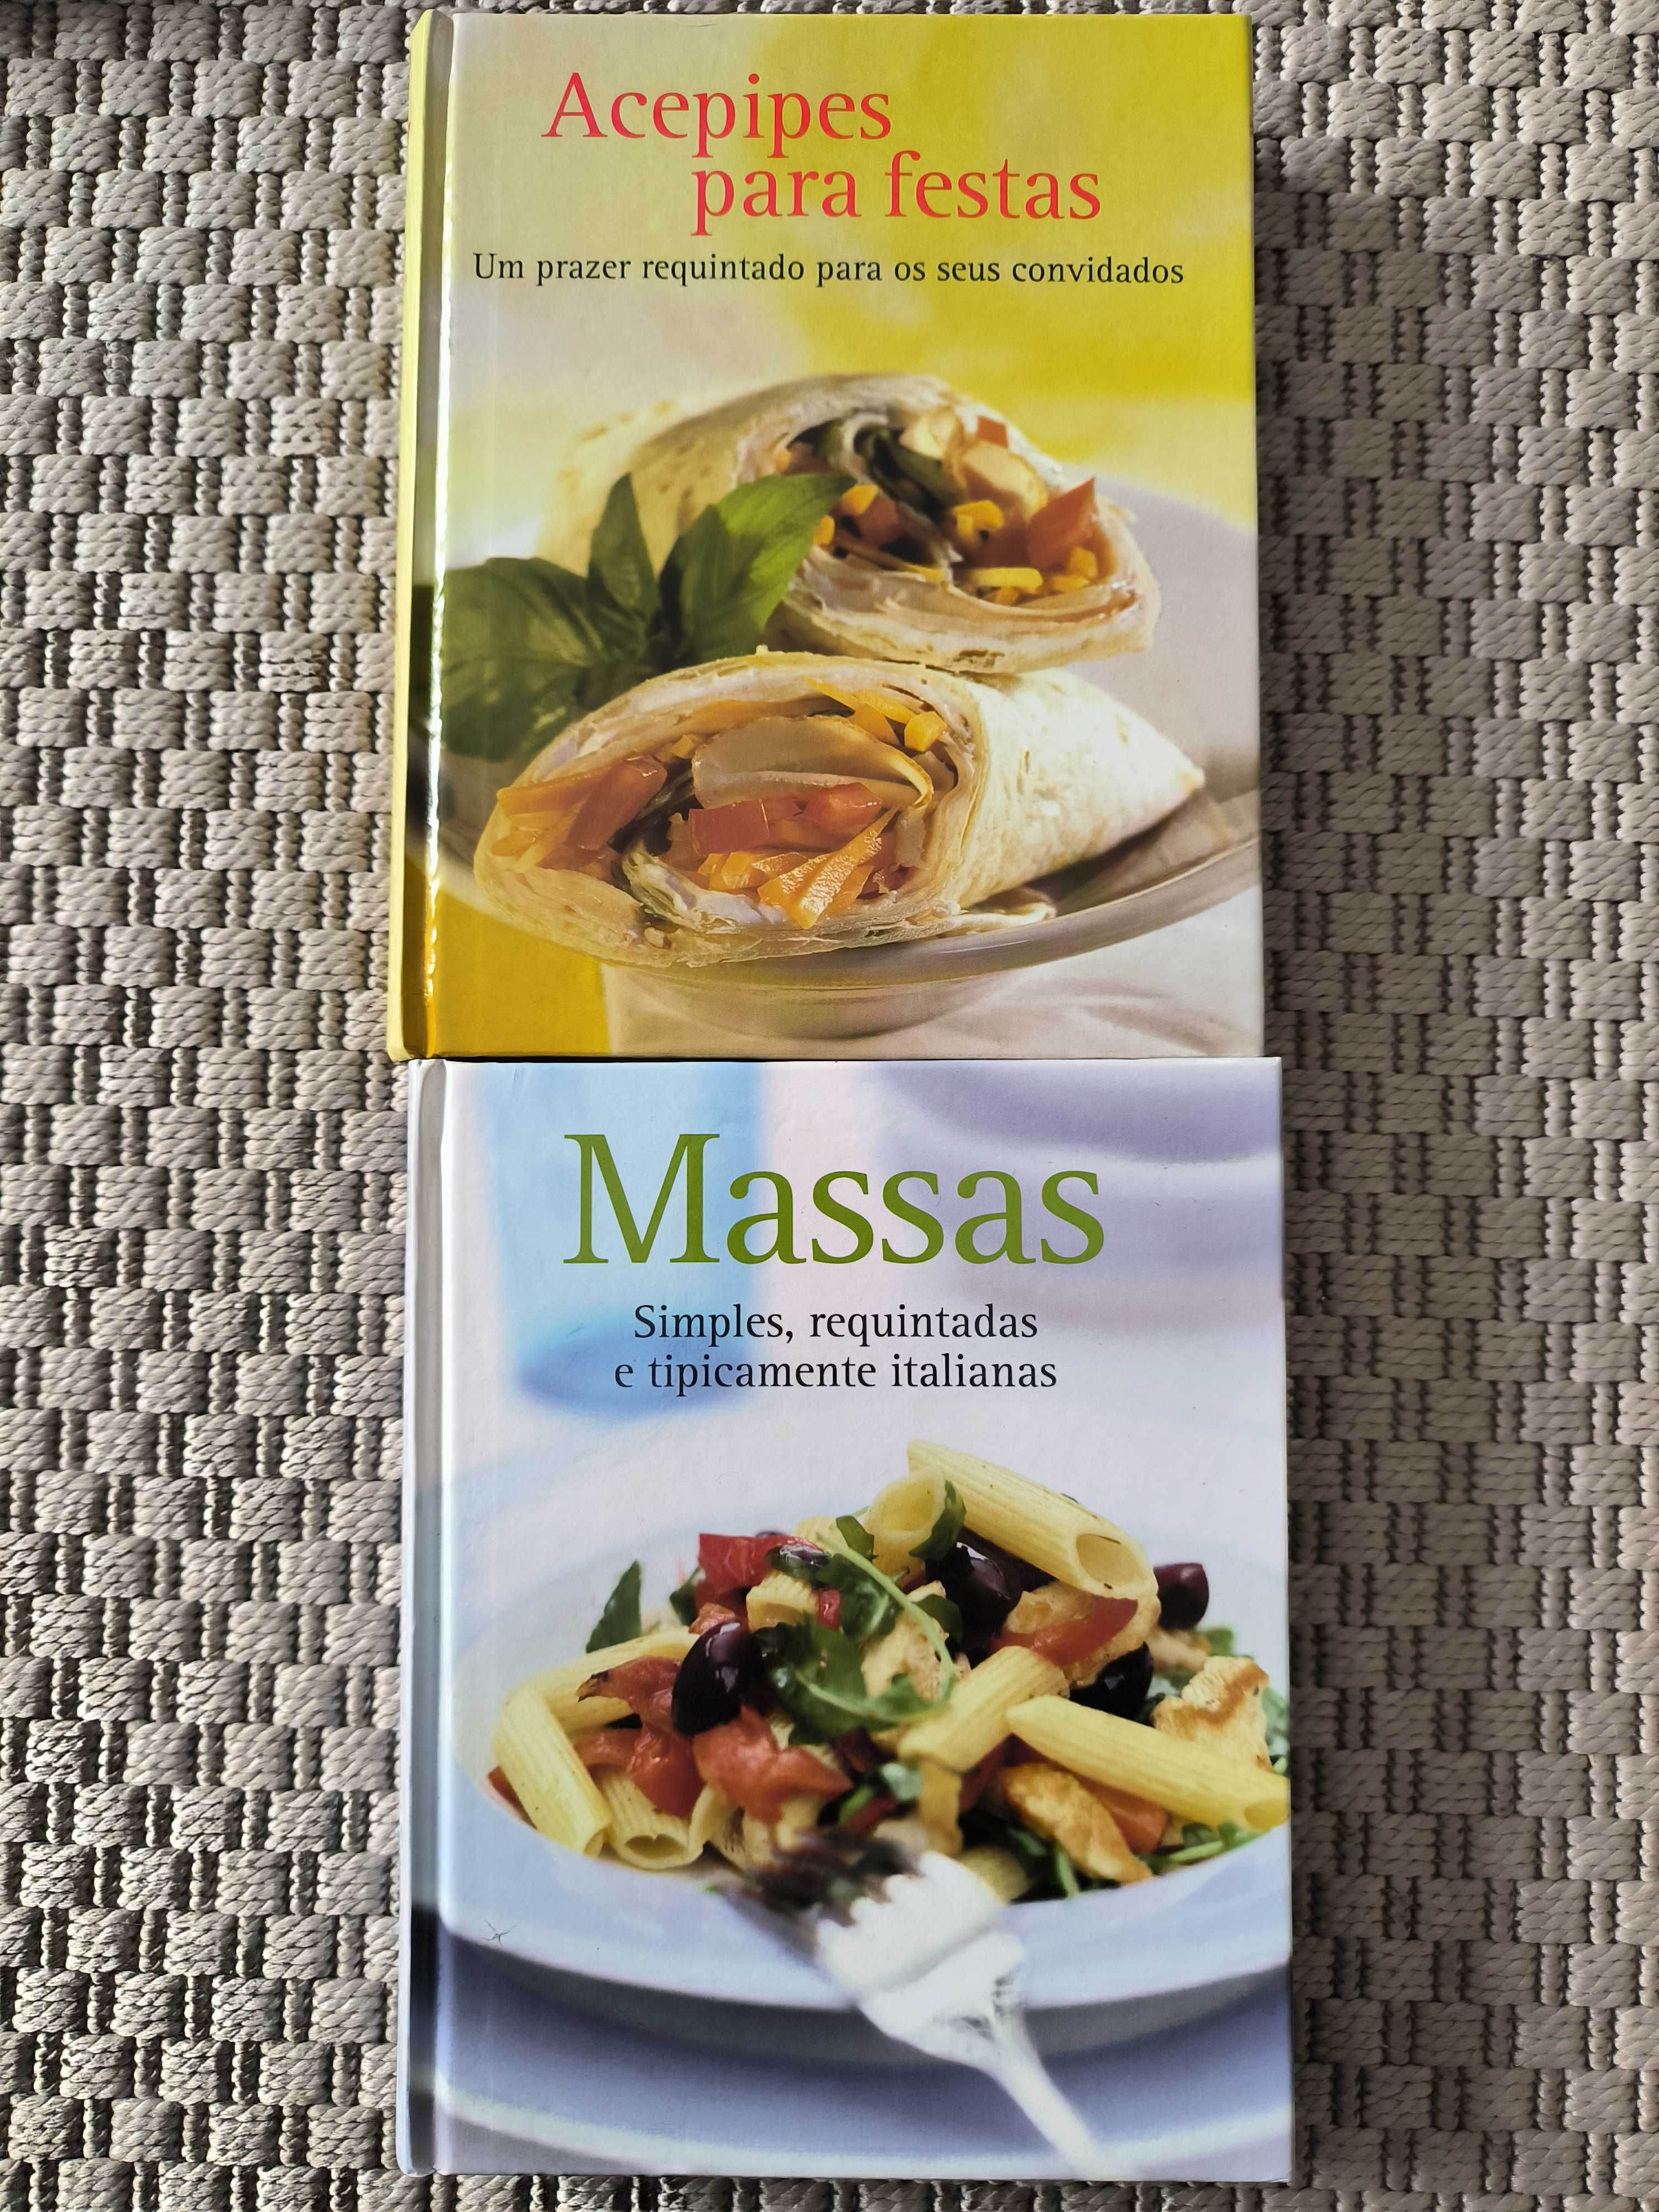 Acepipes
para festas
Um prazer requintado para os seus convidados
Massas
Simples, requintadas
e tipicamente italianas